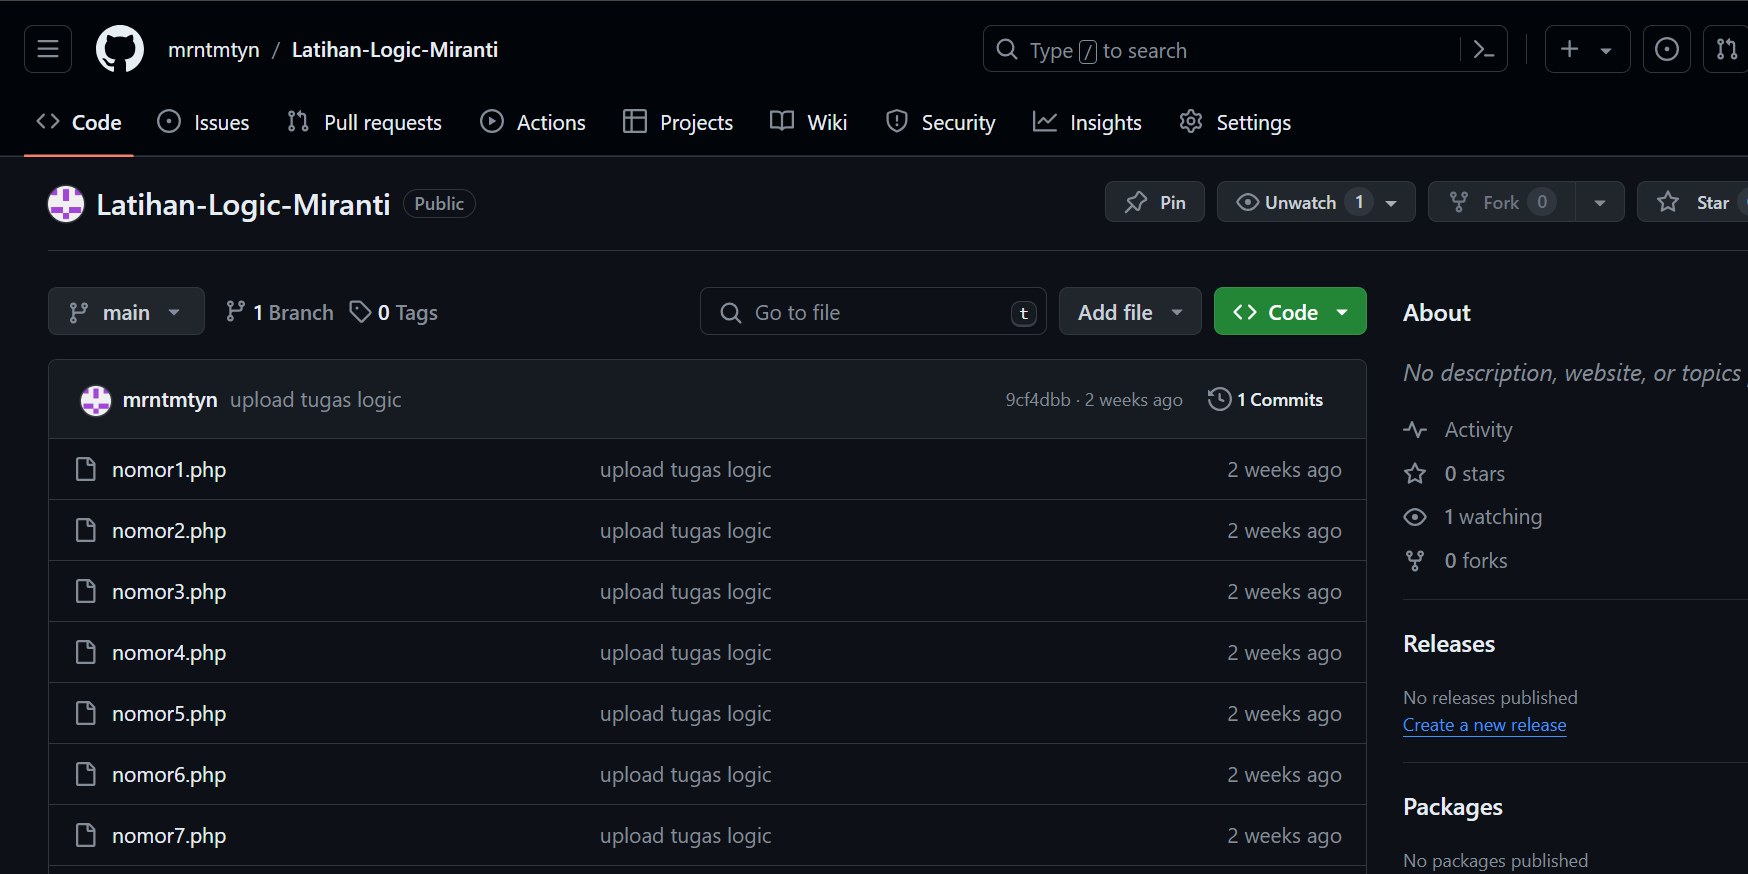 mrntmtyn / Latihan-Logic-Miranti
Type / to search
Code Issues Pull requests Actions Projects Wiki Security Insights Settings
Latihan-Logic-Miranti Public
Pin Unwatch 1 Fork 0 Star
main 1 Branch 0 Tags
Go to file t Add file Code
mrntmtyn upload tugas logic 9cf4dbb · 2 weeks ago 1 Commits
nomor1.php upload tugas logic 2 weeks ago
nomor2.php upload tugas logic 2 weeks ago
nomor3.php upload tugas logic 2 weeks ago
nomor4.php upload tugas logic 2 weeks ago
nomor5.php upload tugas logic 2 weeks ago
nomor6.php upload tugas logic 2 weeks ago
nomor7.php upload tugas logic 2 weeks ago
About
No description, website, or topics
Activity
0 stars
1 watching
0 forks
Releases
No releases published
Create a new release
Packages
No packages published